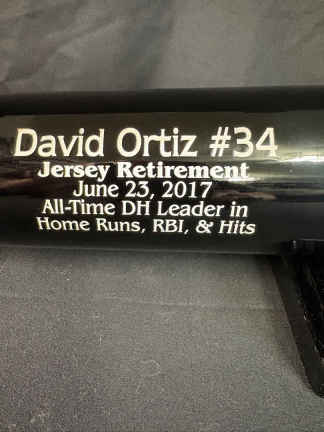 David Ortiz #34
Jersey Retirement
June 23, 2017
All-Time DH Leader in
Home Runs, RBI, & Hits